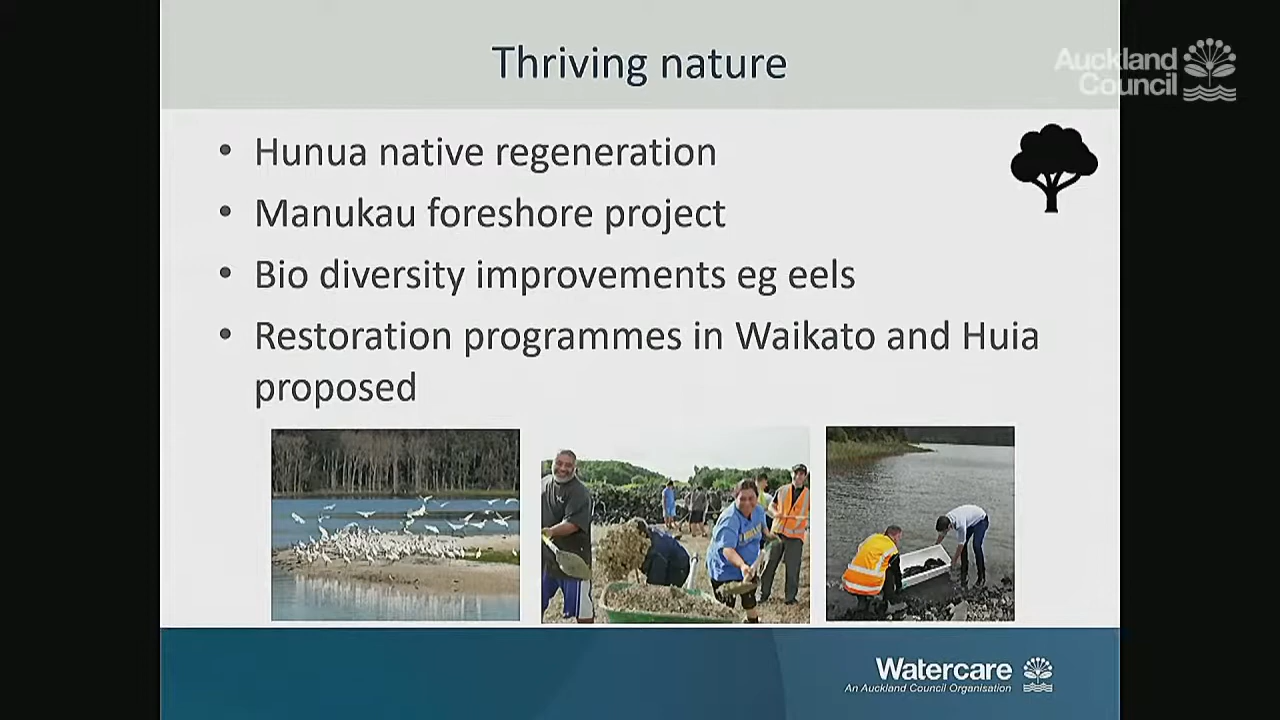 Thriving nature
Auckland
Council
• Hunua native regeneration
• Manukau foreshore project
• Bio diversity improvements eg eels
• Restoration programmes in Waikato and Huia
proposed
Watercare
An Auckland Council Organisation